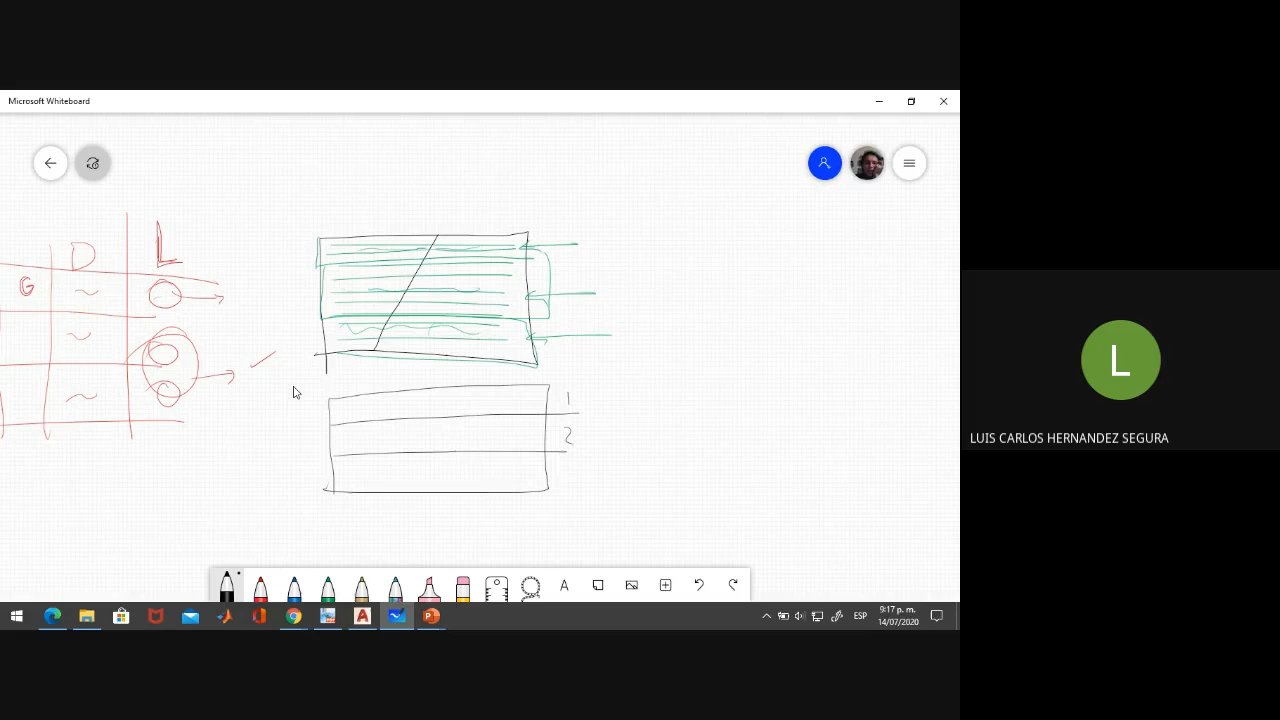 Microsoft Whiteboard
D
L
G
1
2
A
ESP
9:17 p. m.
14/07/2020
L
LUIS CARLOS HERNANDEZ SEGURA